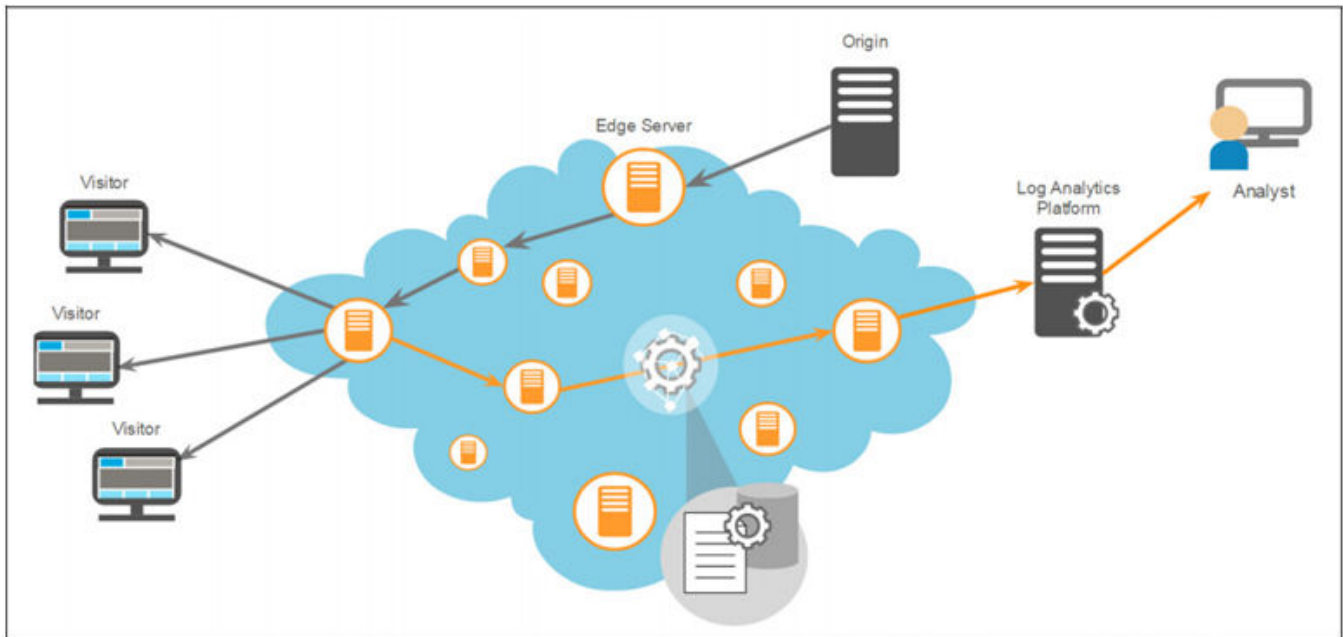 Origin
Edge Server
Visitor
Log Analytics
Platform
Analyst
Visitor
Visitor